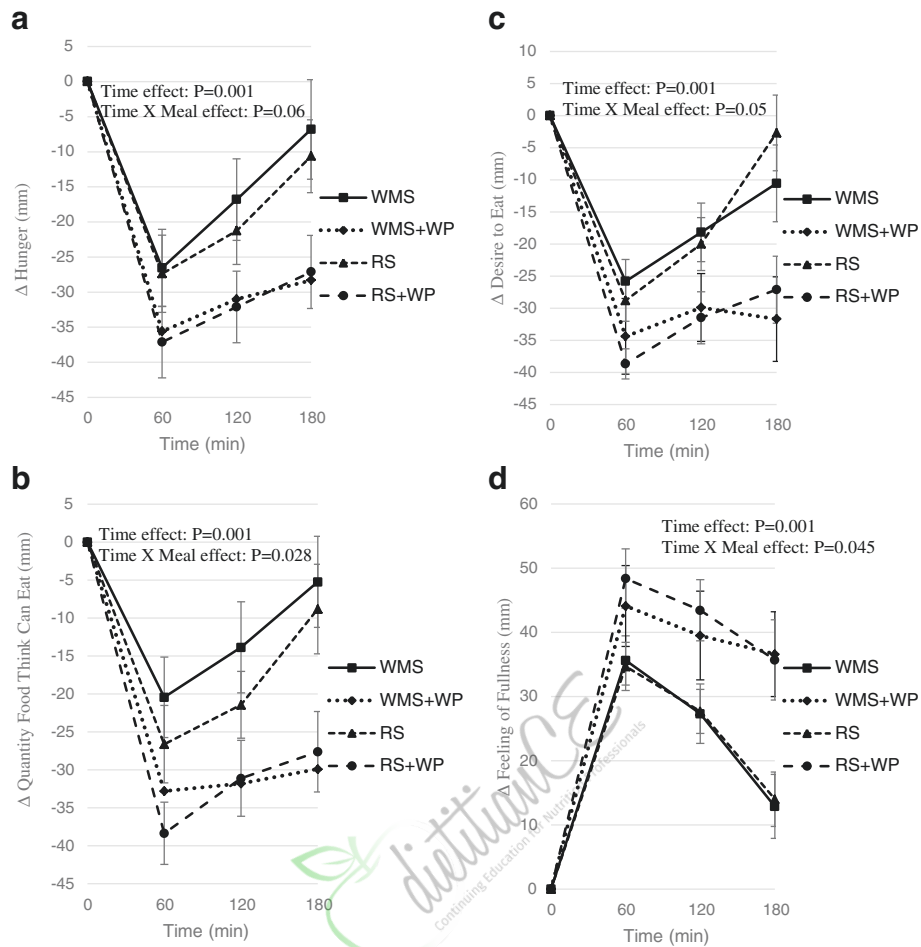 a
5
0
-5
-10
-15
-20
-25
-30
-35
-40
-45
Δ Hunger (mm)
Time effect: P=0.001
Time X Meal effect: P=0.06
WMS
WMS+WP
RS
RS+WP
0 60 120 180
Time (min)
c
10
5
0
-5
-10
-15
-20
-25
-30
-35
-40
-45
Δ Desire to Eat (mm)
Time effect: P=0.001
Time X Meal effect: P=0.05
WMS
WMS+WP
RS
RS+WP
0 60 120 180
Time (min)
b
5
0
-5
-10
-15
-20
-25
-30
-35
-40
-45
Δ Quantity Food Think Can Eat (mm)
Time effect: P=0.001
Time X Meal effect: P=0.028
WMS
WMS+WP
RS
RS+WP
0 60 120 180
Time (min)
d
60
50
40
30
20
10
0
Δ Feeling of Fullness (mm)
Time effect: P=0.001
Time X Meal effect: P=0.045
WMS
WMS+WP
RS
RS+WP
0 60 120 180
Time (min)
dietitianCE
Continuing Education for Nutrition Professionals